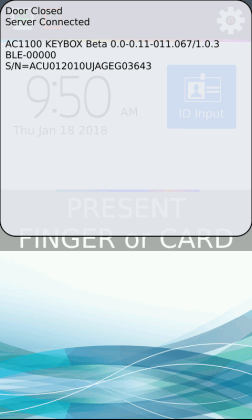 Door Closed
Server Connected
AC1100 KEYBOX Beta 0.0-0.11-011.067/1.0.3
BLE-00000
S/N=ACU012010UJAGEG03643
9:50 AM
ID Input
Thu Jan 18 2018
PRESENT
FINGER or CARD